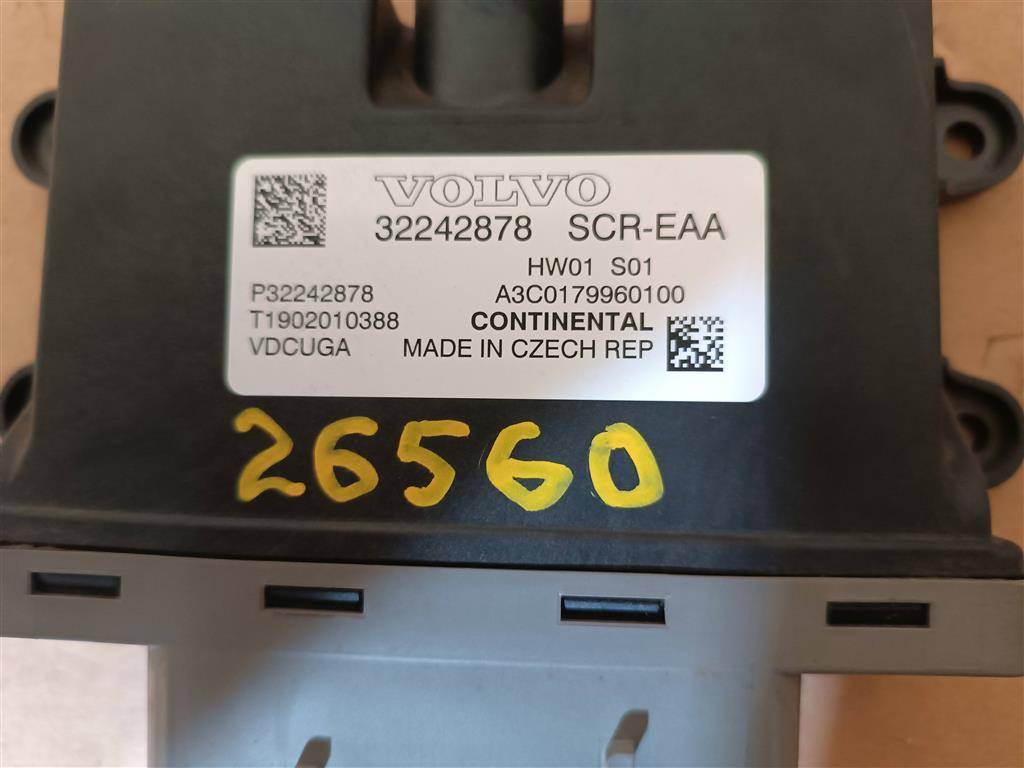 VOLVO
32242878 SCR-EAA
HW01 S01
P32242878 A3C0179960100
T1902010388 CONTINENTAL
VDCUGA MADE IN CZECH REP
26560